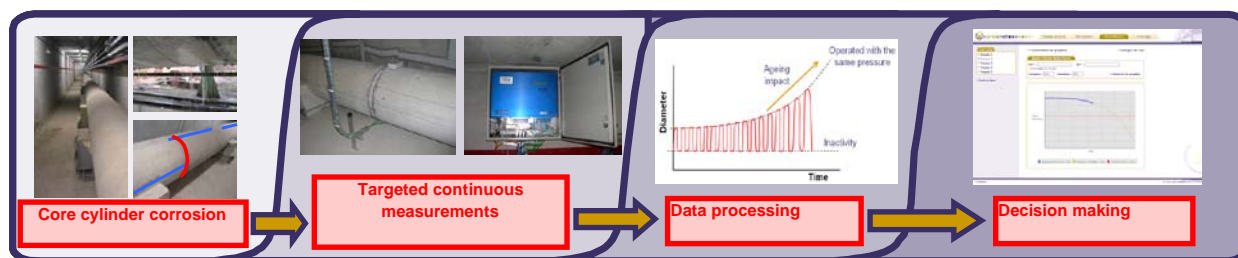 Operated with the
same pressure
Ageing
impact
Diameter
Inactivity
Time
Core cylinder corrosion
Targeted continuous
measurements
Data processing
Decision making